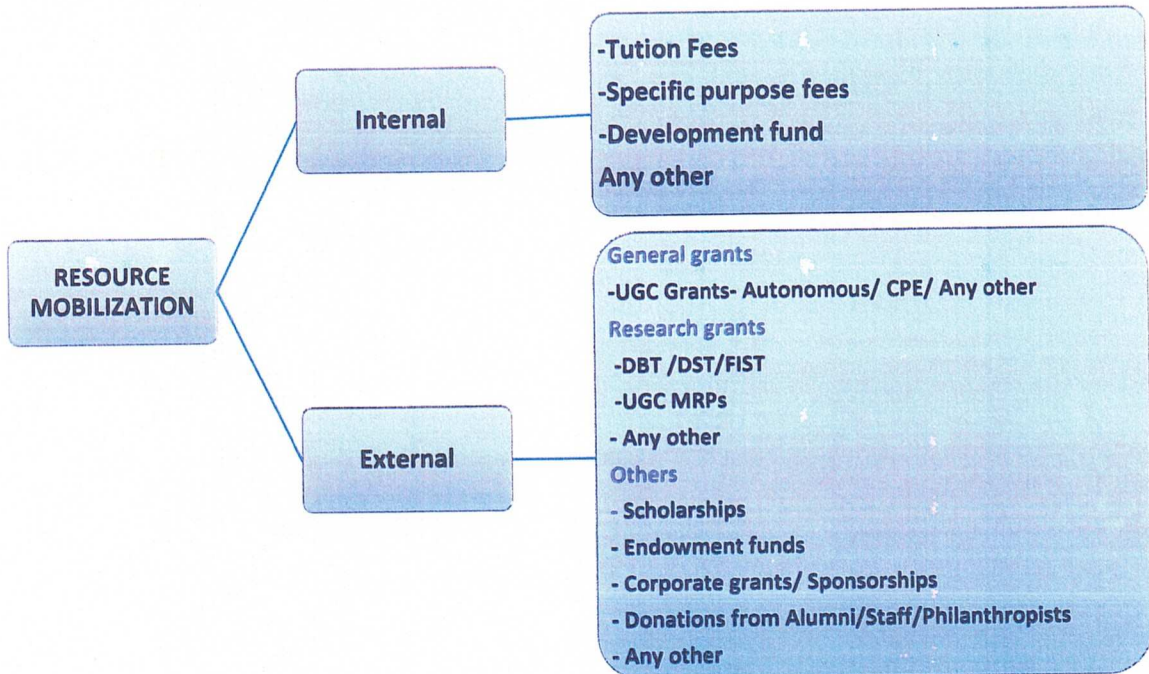 RESOURCE
MOBILIZATION
Internal
-Tution Fees
-Specific purpose fees
-Development fund
Any other
External
General grants
-UGC Grants- Autonomous/ CPE/ Any other
Research grants
-DBT /DST/FIST
-UGC MRPs
- Any other
Others
- Scholarships
- Endowment funds
- Corporate grants/ Sponsorships
- Donations from Alumni/Staff/Philanthropists
- Any other